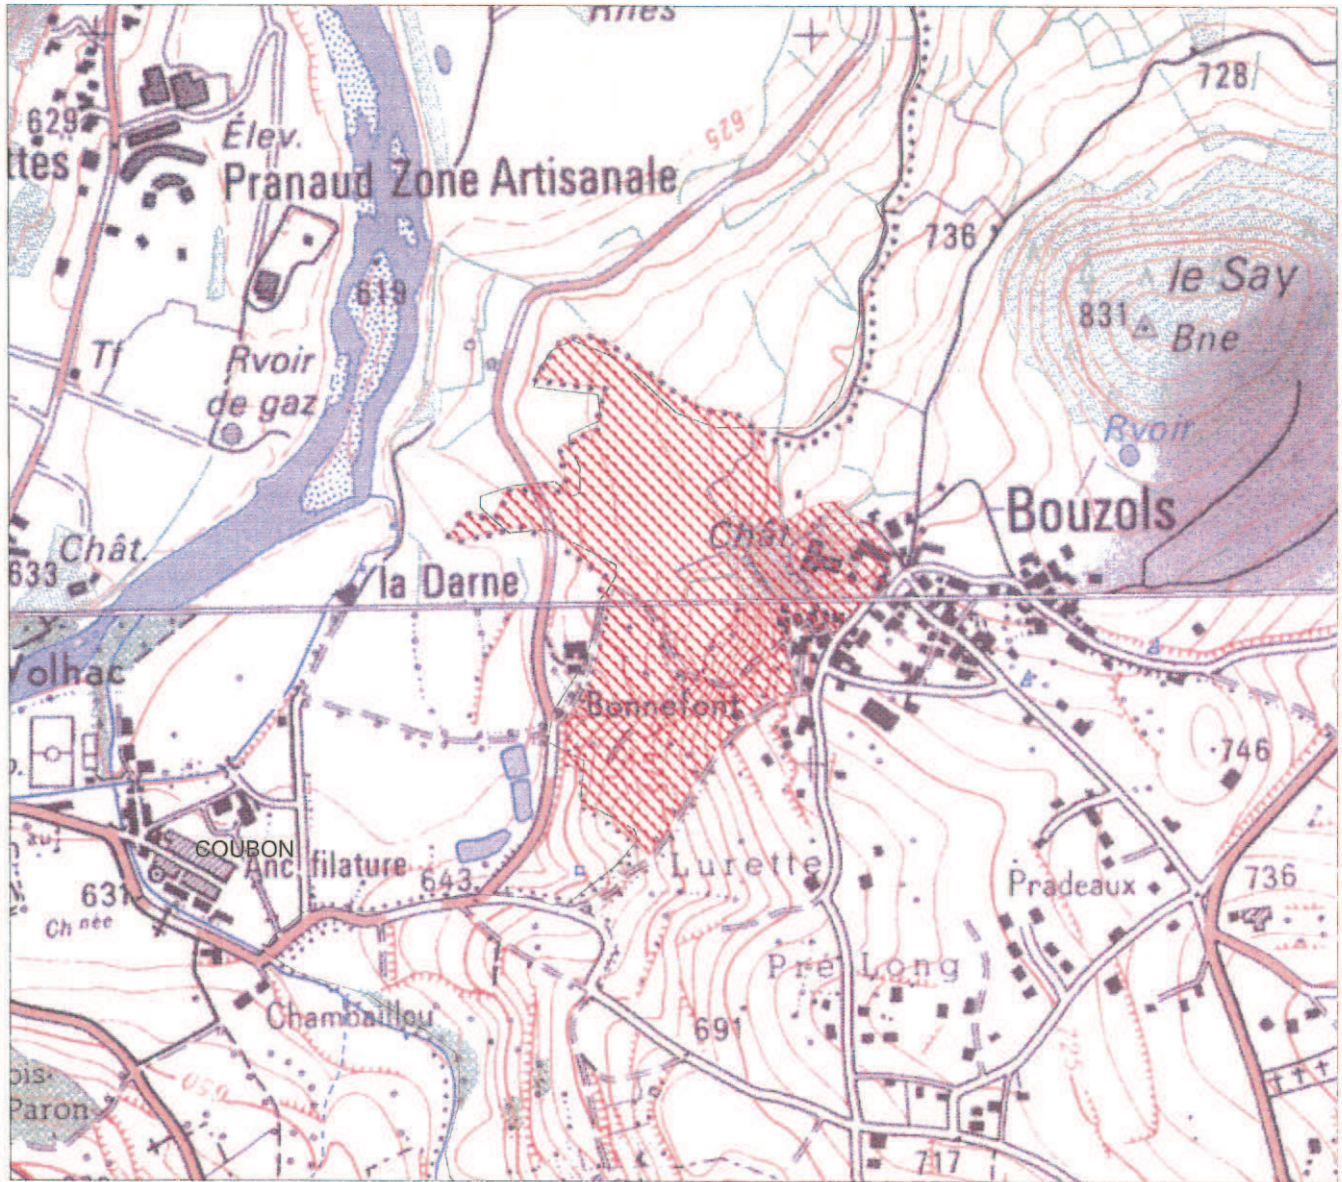 629
Élev.
ttes
Pranaud Zone Artisanale
625
728
736
le Say
831
Bne
619
Tf
Rvoir
de gaz
Rvoir
Bouzols
Chât.
Chât.
633
la Darne
Volhac
Bonnefont
746
COUBON
Anc filature
643
Lurette
631
Ch née
Pradeaux
736
Pré Long
Chambaillou
691
650
Paron
717